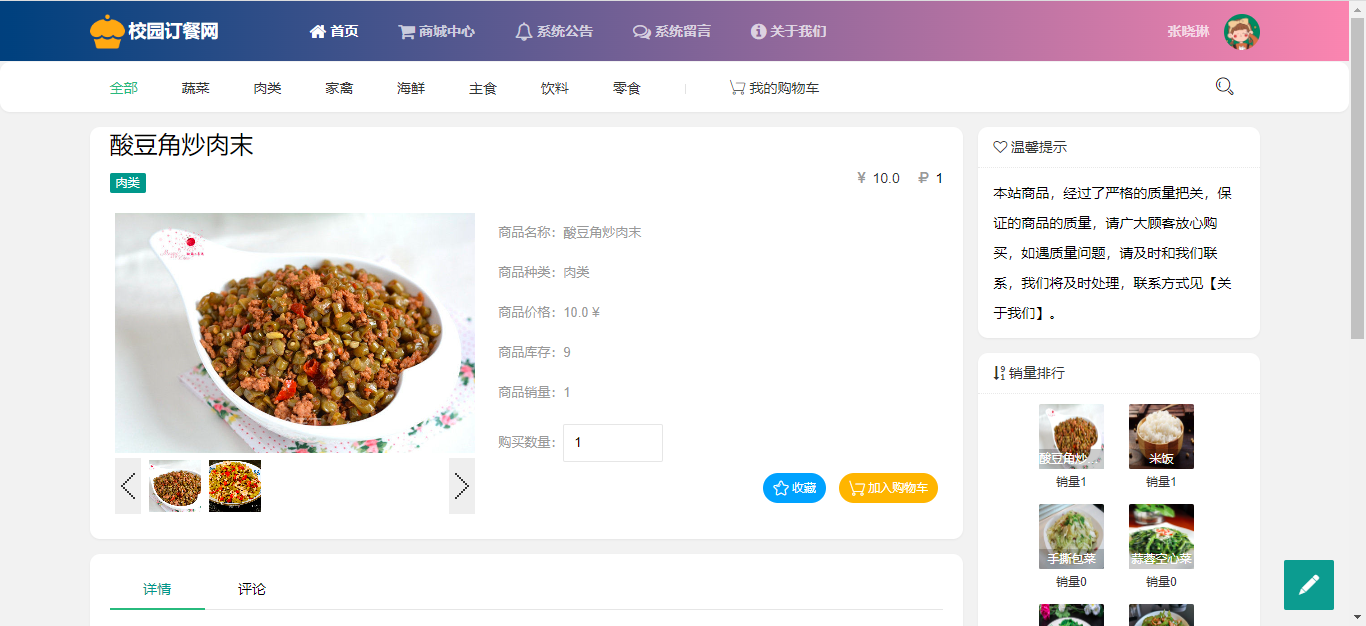 校园订餐网 首页 商城中心 系统公告 系统留言 关于我们 张晓琳
全部 蔬菜 肉类 家禽 海鲜 主食 饮料 零食 我的购物车
酸豆角炒肉末
肉类
¥ 10.0 ₽ 1
商品名称：酸豆角炒肉末
商品种类：肉类
商品价格：10.0 ¥
商品库存：9
商品销量：1
购买数量： 1
收藏 加入购物车
详情 评论
温馨提示
本站商品，经过了严格的质量把关，保
证的商品的质量，请广大顾客放心购
买，如遇质量问题，请及时和我们联
系，我们将及时处理，联系方式见【关
于我们】。
销量排行
酸豆角炒... 米饭
销量1 销量1
手撕包菜 蒜蓉空心菜
销量0 销量0